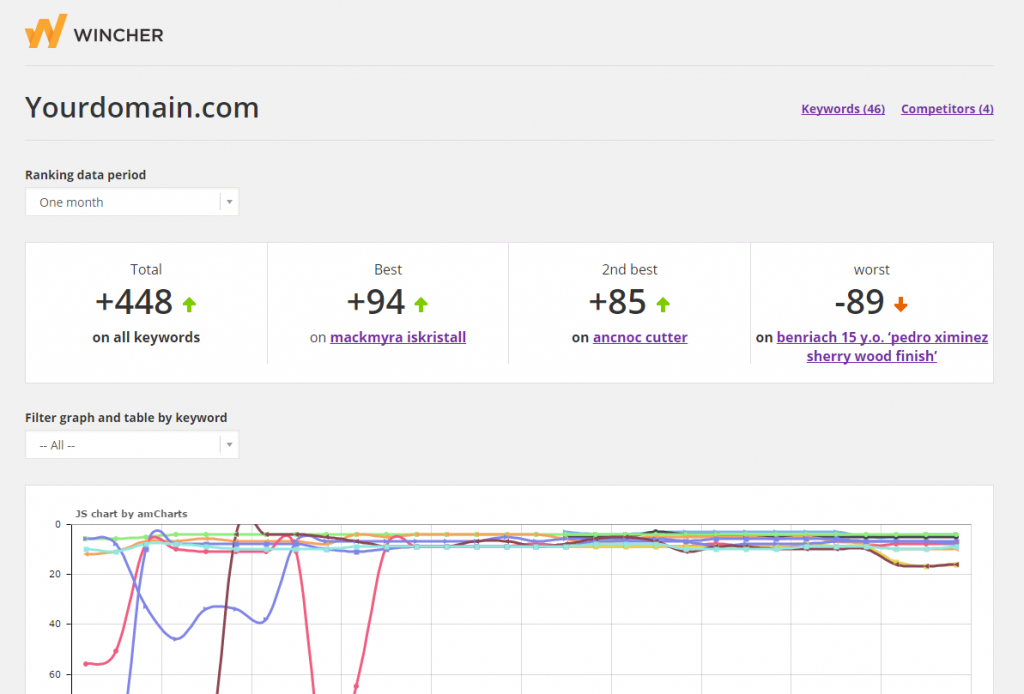 WINCHER
Yourdomain.com
Keywords (46) Competitors (4)
Ranking data period
One month
Total
+448
on all keywords
Best
+94
on mackmyra iskristall
2nd best
+85
on ancnoc cutter
worst
-89
on benriach 15 y.o. ‘pedro ximinez
sherry wood finish’
Filter graph and table by keyword
-- All --
JS chart by amCharts
0
20
40
60